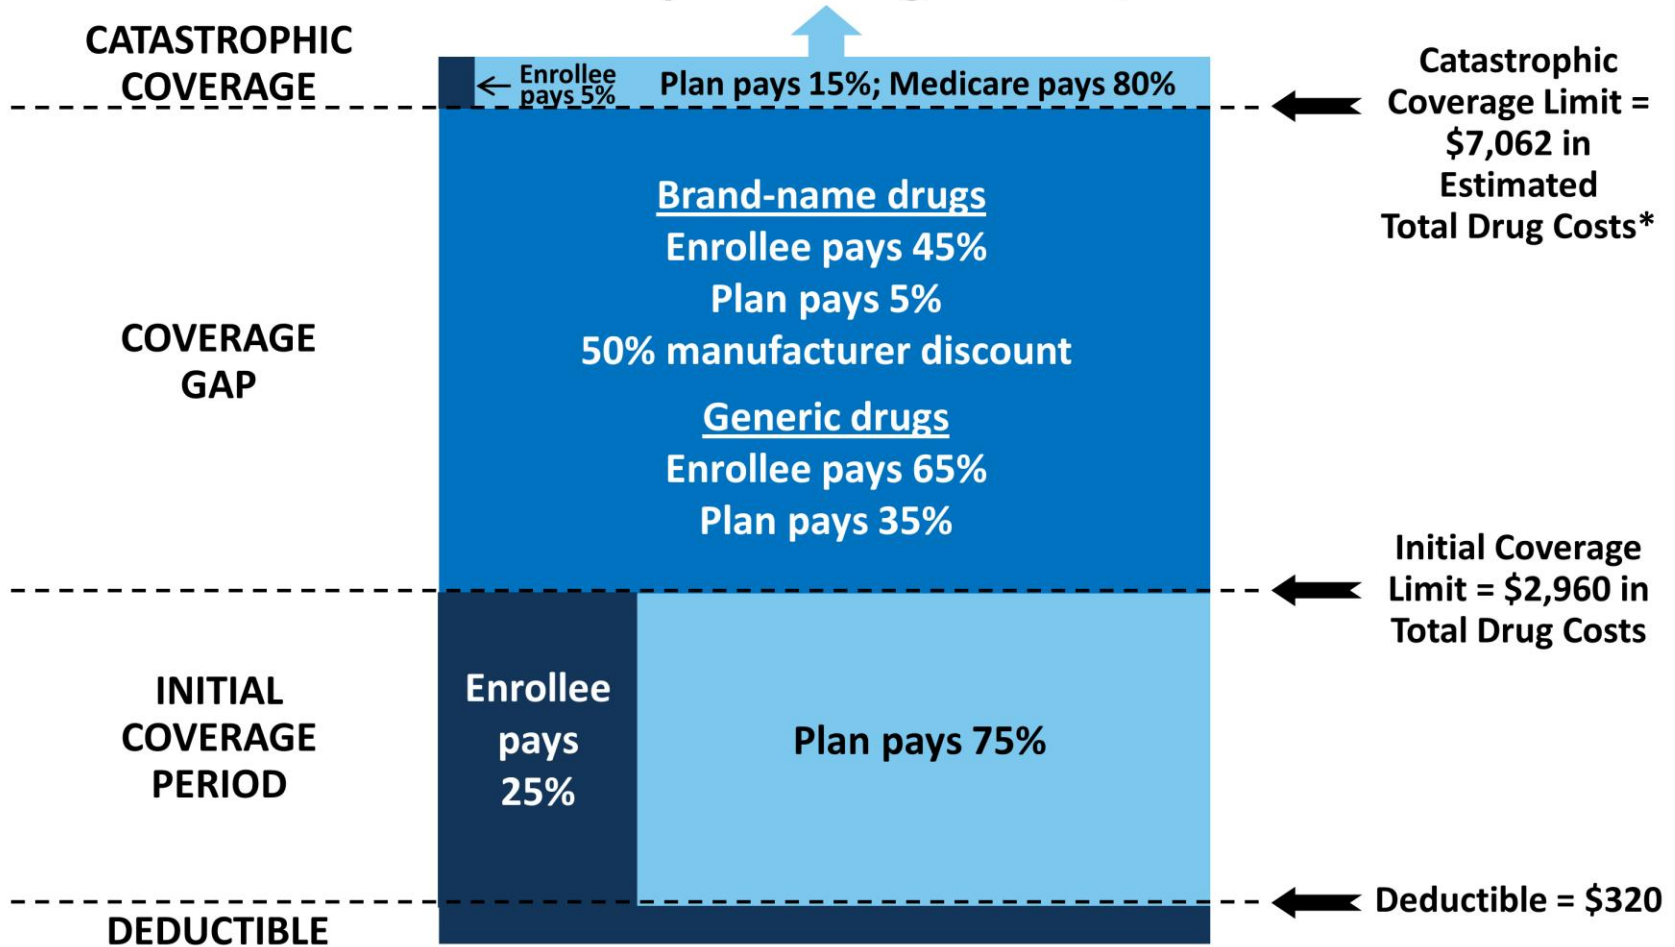 CATASTROPHIC
COVERAGE
Enrollee
pays 5%
Plan pays 15%; Medicare pays 80%
Catastrophic
Coverage Limit =
$7,062 in
Estimated
Total Drug Costs*
COVERAGE
GAP
Brand-name drugs
Enrollee pays 45%
Plan pays 5%
50% manufacturer discount
Generic drugs
Enrollee pays 65%
Plan pays 35%
Initial Coverage
Limit = $2,960 in
Total Drug Costs
INITIAL
COVERAGE
PERIOD
Enrollee
pays
25%
Plan pays 75%
Deductible = $320
DEDUCTIBLE